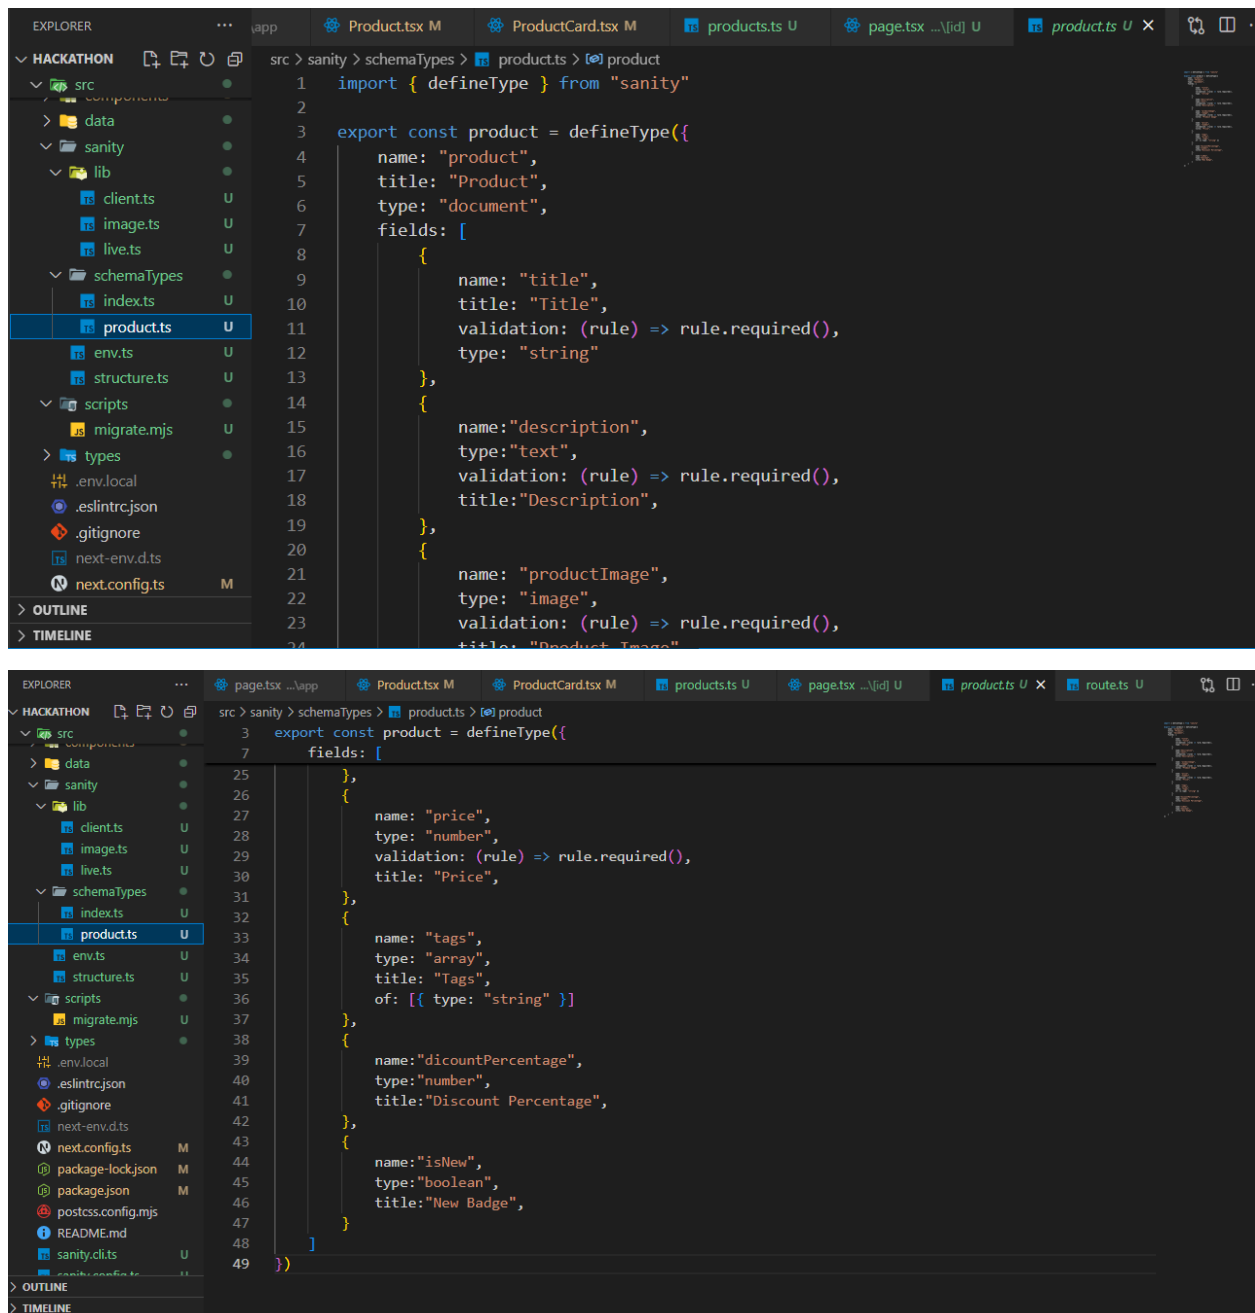 EXPLORER ...
\app Product.tsx M ProductCard.tsx M products.ts U page.tsx ...\[id] U product.ts U
HACKATHON
src > sanity > schemaTypes > product.ts > product
src
components
data
sanity
lib
client.ts U
image.ts U
live.ts U
schemaTypes
index.ts U
product.ts U
env.ts U
structure.ts U
scripts
migrate.mjs U
types
.env.local
.eslintrc.json
.gitignore
next-env.d.ts
next.config.ts M
OUTLINE
TIMELINE
1 import { defineType } from "sanity"
2
3 export const product = defineType({
4 name: "product",
5 title: "Product",
6 type: "document",
7 fields: [
8 {
9 name: "title",
10 title: "Title",
11 validation: (rule) => rule.required(),
12 type: "string"
13 },
14 {
15 name:"description",
16 type:"text",
17 validation: (rule) => rule.required(),
18 title:"Description",
19 },
20 {
21 name: "productImage",
22 type: "image",
23 validation: (rule) => rule.required(),
24 title: "Product Image"
EXPLORER ...
page.tsx ...\app Product.tsx M ProductCard.tsx M products.ts U page.tsx ...\[id] U product.ts U route.ts U
HACKATHON
src > sanity > schemaTypes > product.ts > product
src
components
data
sanity
lib
client.ts U
image.ts U
live.ts U
schemaTypes
index.ts U
product.ts U
env.ts U
structure.ts U
scripts
migrate.mjs U
types
.env.local
.eslintrc.json
.gitignore
next-env.d.ts
next.config.ts M
package-lock.json M
package.json M
postcss.config.mjs
README.md
sanity.cli.ts U
sanity.config.ts U
OUTLINE
TIMELINE
3 export const product = defineType({
7 fields: [
25 },
26 {
27 name: "price",
28 type: "number",
29 validation: (rule) => rule.required(),
30 title: "Price",
31 },
32 {
33 name: "tags",
34 type: "array",
35 title: "Tags",
36 of: [{ type: "string" }]
37 },
38 {
39 name:"dicountPercentage",
40 type:"number",
41 title:"Discount Percentage",
42 },
43 {
44 name:"isNew",
45 type:"boolean",
46 title:"New Badge",
47 }
48 ]
49 })